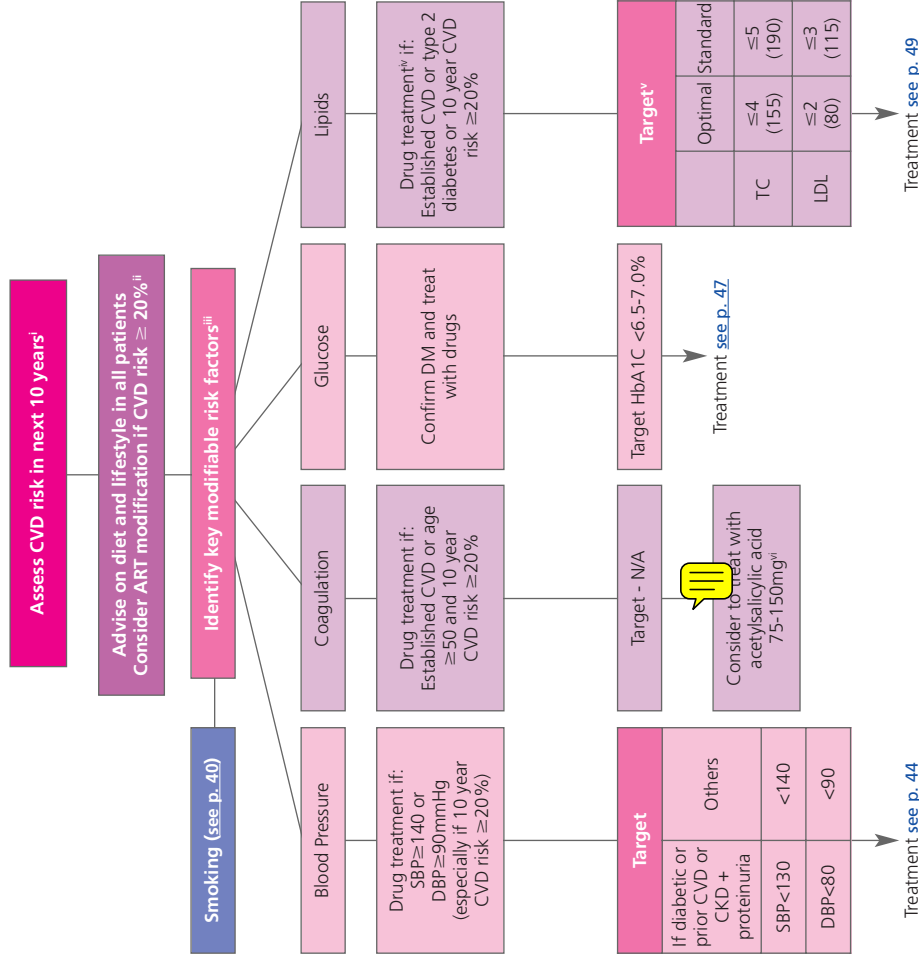 Assess CVD risk in next 10 yearsⁱ
Advise on diet and lifestyle in all patients
Consider ART modification if CVD risk ≥ 20%ⁱⁱ
Smoking (see p. 40)
Identify key modifiable risk factorsⁱⁱⁱ
Blood Pressure
Coagulation
Glucose
Lipids
Drug treatment if:
SBP≥140 or
DBP≥90mmHg
(especially if 10 year
CVD risk ≥20%)
Drug treatment if:
Established CVD or age
≥50 and 10 year
CVD risk ≥20%
Confirm DM and treat
with drugs
Drug treatmentⁱᵛ if:
Established CVD or type 2
diabetes or 10 year CVD
risk ≥20%
Target
If diabetic or
prior CVD or
CKD +
proteinuria
Others
SBP<130
<140
DBP<80
<90
Treatment see p. 44
Target - N/A
Consider to treat with
acetylsalicylic acid
75-150mgᵛⁱ
Target HbA1C <6.5-7.0%
Treatment see p. 47
Targetᵛ
Optimal Standard
TC
≤4
(155)
≤5
(190)
LDL
≤2
(80)
≤3
(115)
Treatment see p. 49